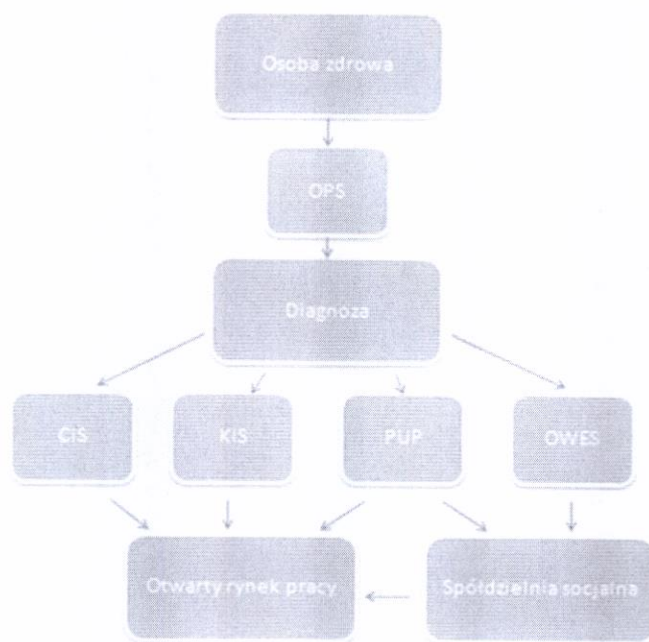 Osoba zdrowa
OPS
Diagnoza
CIS
KIS
PUP
OWES
Otwarty rynek pracy
Spółdzielnia socjalna